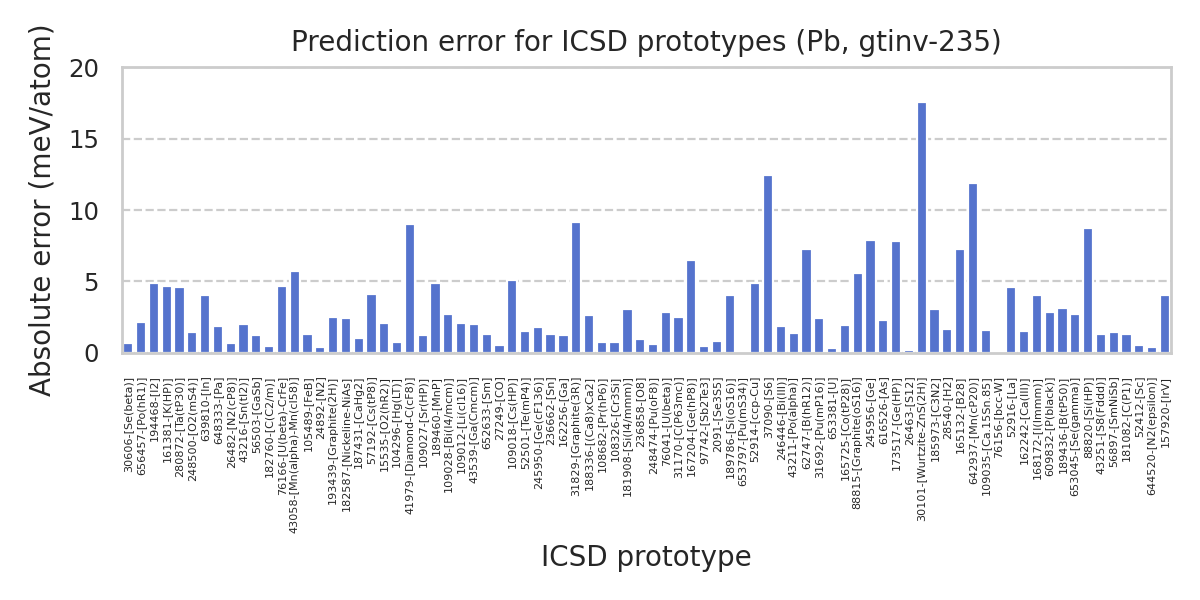 Prediction error for ICSD prototypes (Pb, gtinv-235)
Absolute error (meV/atom)
20
15
10
5
0
30606-[Se(beta)]
656457-[Po(hR1)]
194468-[I2]
161381-[K(HP)]
280872-[Ta(tP30)]
248500-[O2(mS4)]
639810-[In]
648333-[Pa]
26482-[N2(cP8)]
43216-[Sn(tI2)]
56503-[GaSb]
182760-[C(C2/m)]
76166-[U(beta)-CrFe]
43058-[Mn(alpha)-Mn(cI58)]
1054899-[FeB]
24892-[N2]
193439-[Graphite(2H)]
182587-[Nickeline-NiAs]
187431-[CaHg2]
57192-[Cs(tP8)]
15535-[O2(hR2)]
104296-[Hg(LT)]
41979-[Diamond-C(cF8)]
109027-[Sr(HP)]
189460-[MnP]
109028-[Bi(I4/mcm)]
109012-[Li(cI16)]
43539-[Ga(Cmcm)]
652633-[Sm]
27249-[CO]
109018-[Cs(HP)]
52501-[Te(mP4)]
245950-[Ge(cF136)]
236662-[Sn]
162256-[Ga]
31829-[Graphite(3R)]
188336-[(Ca8)xCa2]
108682-[Pr(hP6)]
108326-[Cr3Si]
181908-[Si(I4/mmm)]
236858-[O8]
248474-[Pu(oF8)]
76041-[U(beta)]
31170-[C(P63mc)]
167204-[Ge(hP8)]
97742-[Sb2Te3]
2091-[Se3S5]
189786-[Si(oS16)]
653797-[Pu(mS34)]
52914-[ccp-Cu]
37090-[S6]
246446-[Bi(III)]
43211-[Po(alpha)]
62747-[B(hR12)]
31692-[Pu(mP16)]
653381-[U]
165725-[Co(tP28)]
88815-[Graphite(oS16)]
245956-[Ge]
616526-[As]
173517-[Ge(HP)]
26463-[S12]
30101-[Wurtzite-ZnS(2H)]
185973-[C3N2]
28540-[H2]
165132-[B28]
642937-[Mn(cP20)]
109035-[Ca.15Sn.85]
76156-[bcc-W]
52916-[La]
162242-[Ca(III)]
168172-[I(Immm)]
609832-[P(black)]
189436-[B(tP50)]
653045-[Se(gamma)]
88820-[Si(HP)]
43251-[S8(Fddd)]
56897-[SmNiSb]
181082-[C(P1)]
52412-[Sc]
644520-[N2(epsilon)]
157920-[IrV]
ICSD prototype